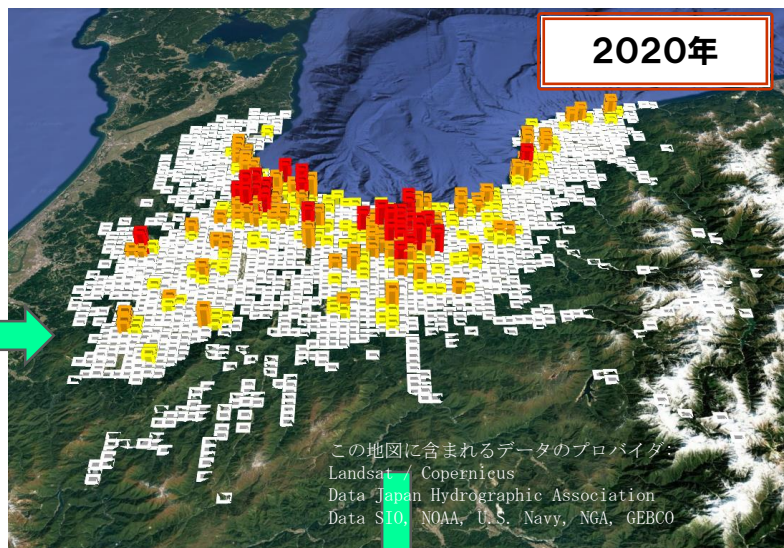 2020年
この地図に含まれるデータのプロバイダ:
Landsat / Copernicus
Data Japan Hydrographic Association
Data SIO, NOAA, U.S. Navy, NGA, GEBCO